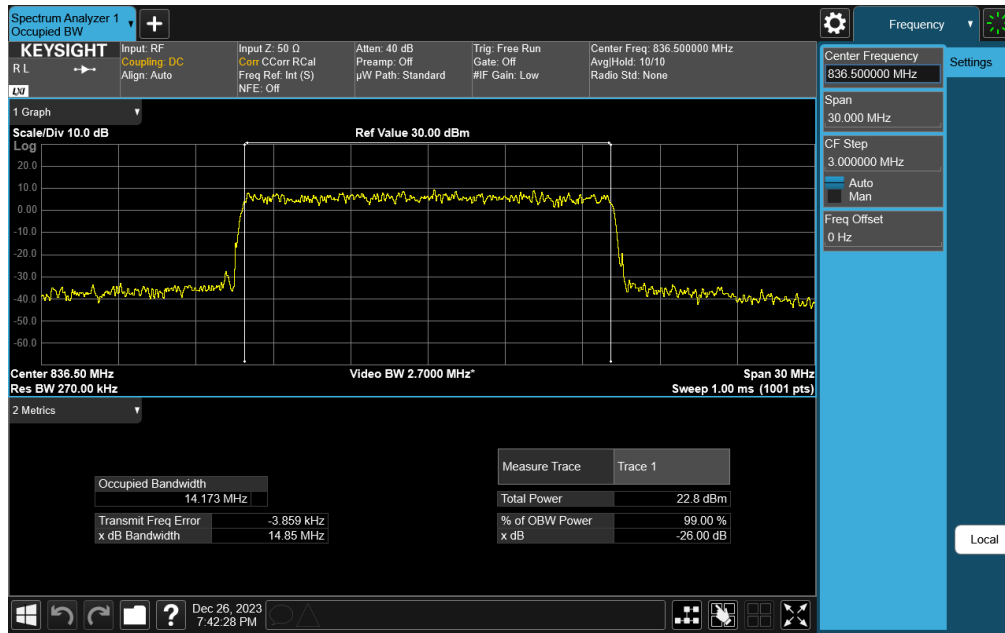 Spectrum Analyzer 1
Occupied BW
Frequency
KEYSIGHT
R L
LXI
Input: RF
Coupling: DC
Align: Auto
Input Z: 50 Ω
Corr CCorr RCal
Freq Ref: Int (S)
NFE: Off
Atten: 40 dB
Preamp: Off
µW Path: Standard
Trig: Free Run
Gate: Off
#IF Gain: Low
Center Freq: 836.500000 MHz
Avg|Hold: 10/10
Radio Std: None
Center Frequency
836.500000 MHz
Settings
Span
30.000 MHz
CF Step
3.000000 MHz
Auto
Man
Freq Offset
0 Hz
Local
1 Graph
Scale/Div 10.0 dB
Ref Value 30.00 dBm
Log
20.0
10.0
0.00
-10.0
-20.0
-30.0
-40.0
-50.0
-60.0
Center 836.50 MHz
Video BW 2.7000 MHz*
Span 30 MHz
Res BW 270.00 kHz
Sweep 1.00 ms (1001 pts)
2 Metrics
Measure Trace Trace 1
Occupied Bandwidth
14.173 MHz
Total Power 22.8 dBm
Transmit Freq Error -3.859 kHz
% of OBW Power 99.00 %
x dB Bandwidth 14.85 MHz
x dB -26.00 dB
?
Dec 26, 2023
7:42:28 PM